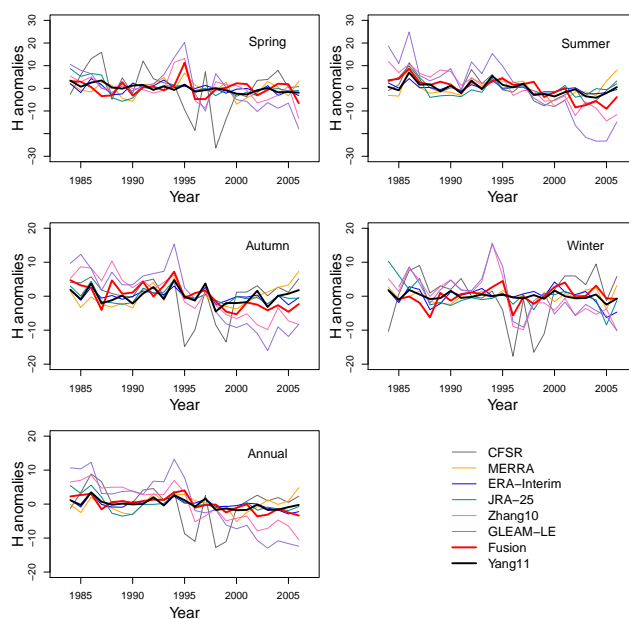 Spring
H anomalies
30
10
0
−10
−30
1985 1990 1995 2000 2005
Year
Summer
H anomalies
30
10
0
−10
−30
1985 1990 1995 2000 2005
Year
Autumn
H anomalies
20
10
0
−10
−20
1985 1990 1995 2000 2005
Year
Winter
H anomalies
20
10
0
−10
−20
1985 1990 1995 2000 2005
Year
Annual
H anomalies
20
10
0
−10
−20
1985 1990 1995 2000 2005
Year
CFSR
MERRA
ERA−Interim
JRA−25
Zhang10
GLEAM−LE
Fusion
Yang11